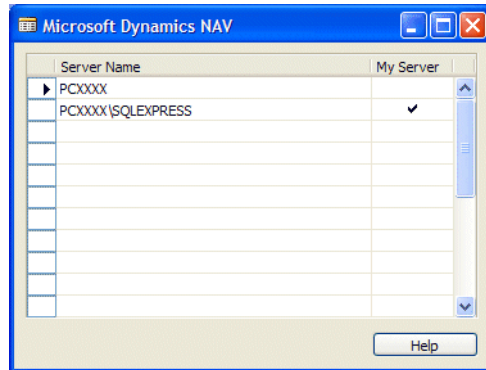 Microsoft Dynamics NAV
Server Name My Server
PCXXXX
PCXXXX\SQLEXPRESS
Help